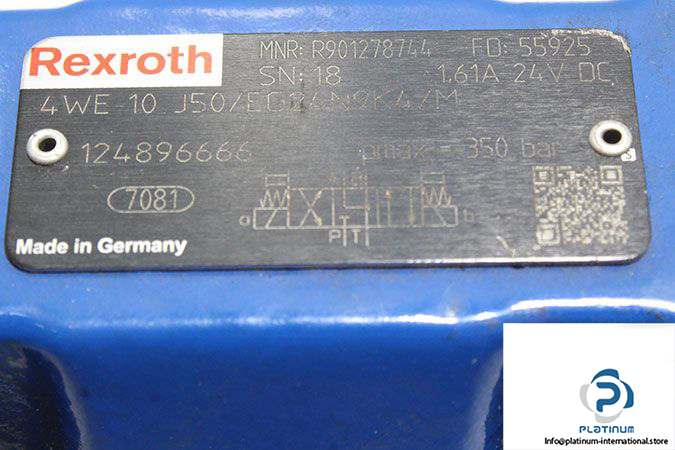 Rexroth
MNR: R901278744 FD: 55925
SN: 18 1.61A 24V DC
4WE 10 J50/EG24N9K4/M
124896666 pmax = 350 bar
7081
a b
P T
Made in Germany
S
P
PLATINUM
Info@platinum-international.store